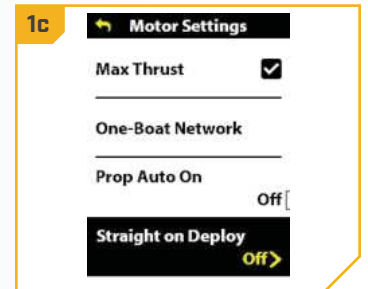 1c
Motor Settings
Max Thrust
One-Boat Network
Prop Auto On
Off
Straight on Deploy
Off>